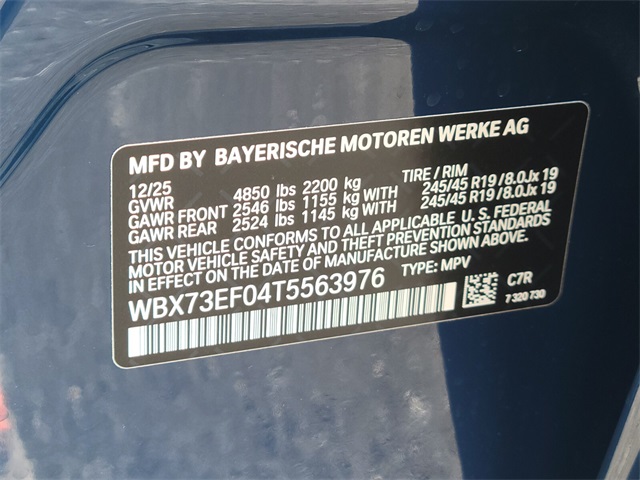 MFD BY BAYERISCHE MOTOREN WERKE AG
12/25 TIRE / RIM
GVWR 4850 lbs 2200 kg
GAWR FRONT 2546 lbs 1155 kg WITH 245/45 R19 / 8.0Jx 19
GAWR REAR 2524 lbs 1145 kg WITH 245/45 R19 / 8.0Jx 19
THIS VEHICLE CONFORMS TO ALL APPLICABLE U. S. FEDERAL
MOTOR VEHICLE SAFETY AND THEFT PREVENTION STANDARDS
IN EFFECT ON THE DATE OF MANUFACTURE SHOWN ABOVE.
WBX73EF04T5563976 TYPE: MPV
C7R
7 320 730